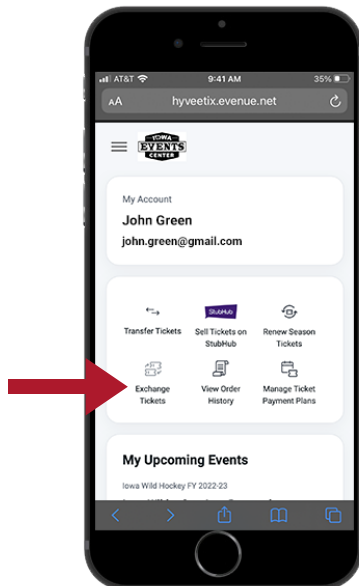 AT&T 9:41 AM 35%
AA hyveetix.evenue.net
IOWA
EVENTS
CENTER
My Account
John Green
john.green@gmail.com
Transfer Tickets
StubHub
Sell Tickets on
StubHub
Renew Season
Tickets
Exchange
Tickets
View Order
History
Manage Ticket
Payment Plans
My Upcoming Events
Iowa Wild Hockey FY 2022-23